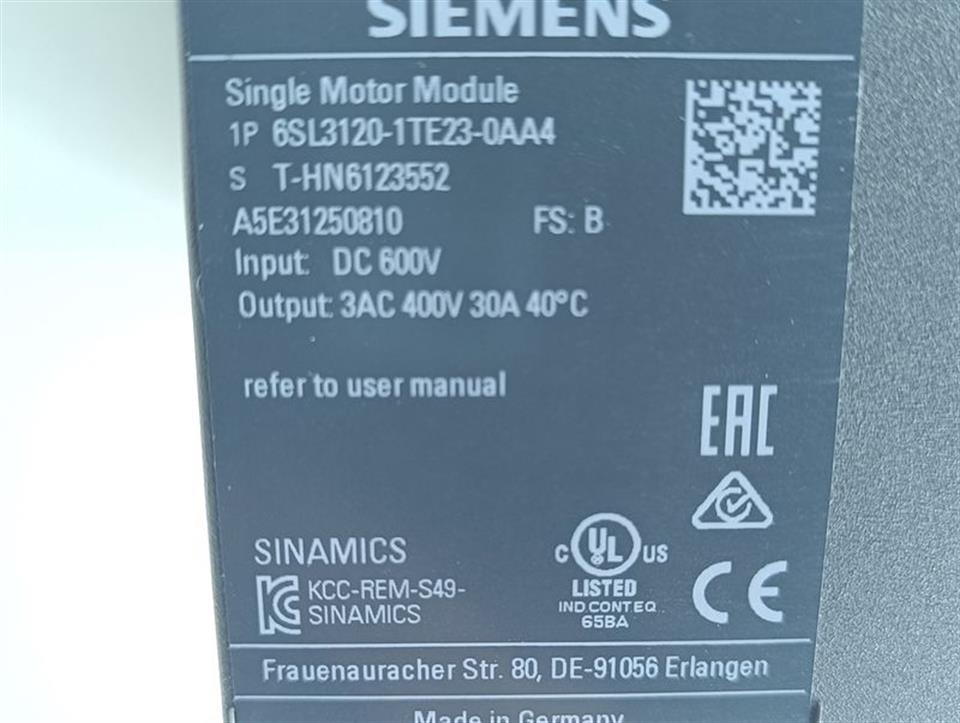 SIEMENS
Single Motor Module
1P 6SL3120-1TE23-0AA4
S T-HN6123552
A5E31250810 FS: B
Input: DC 600V
Output: 3AC 400V 30A 40°C
refer to user manual
EAC
SINAMICS
C UL US
LISTED
IND.CONT.EQ.
65BA
KCC-REM-S49-
SINAMICS
CE
Frauenauracher Str. 80, DE-91056 Erlangen
Made in Germany